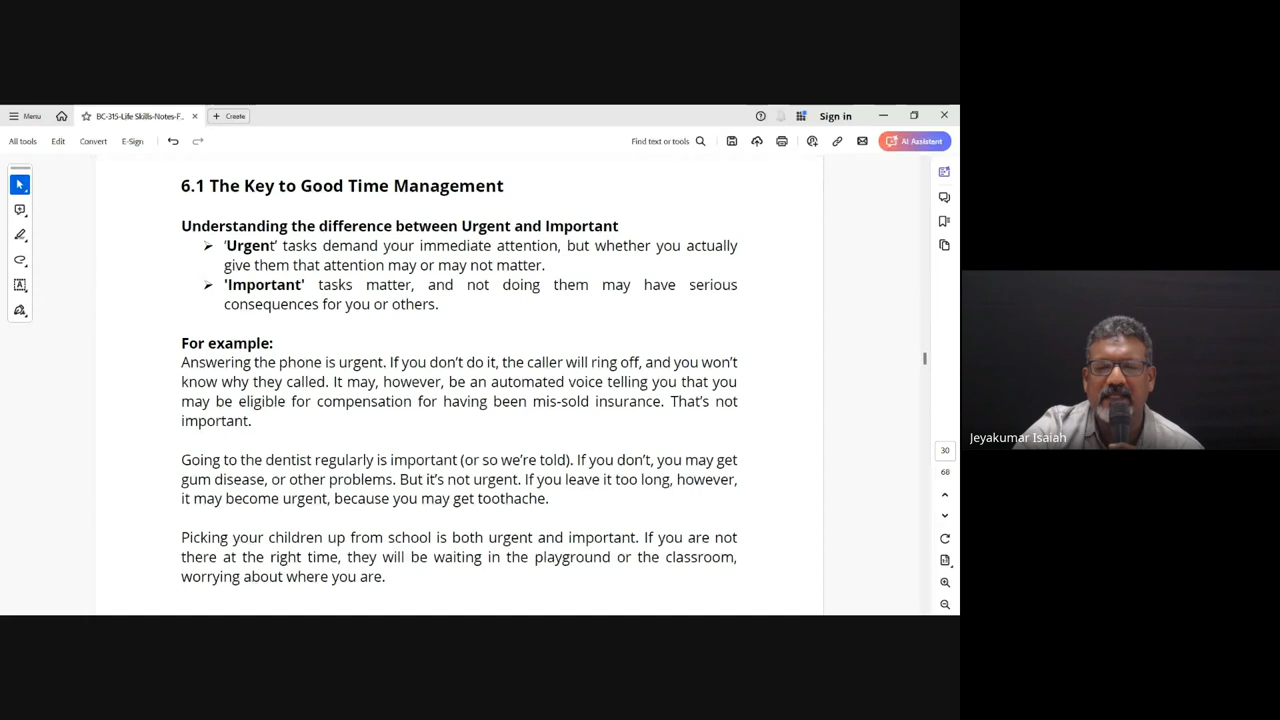 Menu
BC-315-Life Skills-Notes-F...
Create
Sign in
All tools
Edit
Convert
E-Sign
Find text or tools
AI Assistant
6.1 The Key to Good Time Management
Understanding the difference between Urgent and Important
➢ ‘Urgent’ tasks demand your immediate attention, but whether you actually
give them that attention may or may not matter.
➢ 'Important' tasks matter, and not doing them may have serious
consequences for you or others.
For example:
Answering the phone is urgent. If you don’t do it, the caller will ring off, and you won’t
know why they called. It may, however, be an automated voice telling you that you
may be eligible for compensation for having been mis-sold insurance. That’s not
important.
Going to the dentist regularly is important (or so we’re told). If you don’t, you may get
gum disease, or other problems. But it’s not urgent. If you leave it too long, however,
it may become urgent, because you may get toothache.
Picking your children up from school is both urgent and important. If you are not
there at the right time, they will be waiting in the playground or the classroom,
worrying about where you are.
30
68
Jeyakumar Isaiah